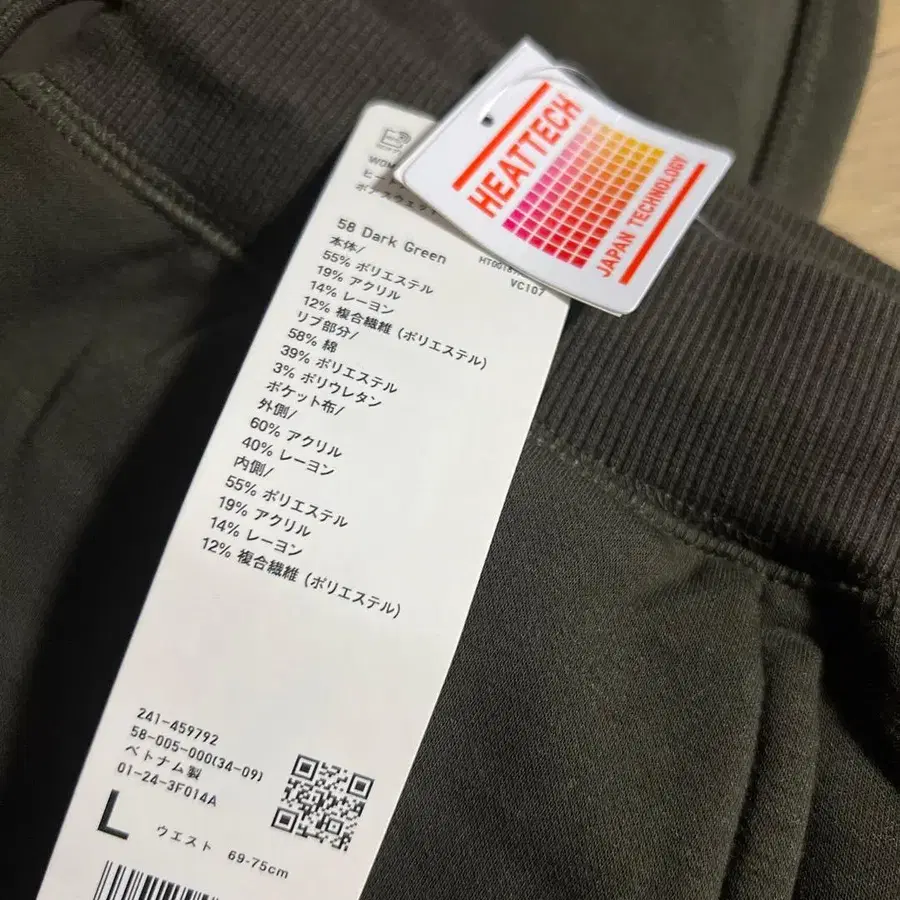 HEATTECH
JAPAN TECHNOLOGY
58 Dark Green
VC107
本体/
55% ポリエステル
19% アクリル
14% レーヨン
12% 複合繊維 (ポリエステル)
リブ部分/
58% 綿
39% ポリエステル
3% ポリウレタン
ポケット布/
外側/
60% アクリル
40% レーヨン
内側/
55% ポリエステル
19% アクリル
14% レーヨン
12% 複合繊維 (ポリエステル)
241-459792
58-005-000(34-09)
ベトナム製
01-24-3F014A
L ウエスト 69-75cm